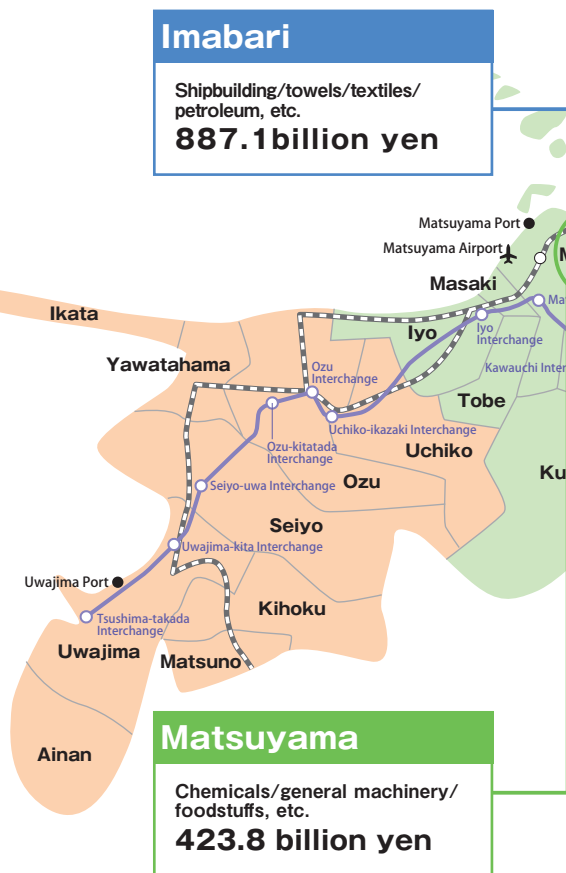 Imabari
Shipbuilding/towels/textiles/
petroleum, etc.
887.1billion yen
Matsuyama Port
Matsuyama Airport
Masaki
Ikata
Iyo
Iyo
Interchange
Yawatahama
Ozu
Interchange
Kawauchi
Tobe
Uchiko-ikazaki Interchange
Ozu-kitatada
Interchange
Uchiko
Ozu
Seiyo-uwa Interchange
Seiyo
Uwajima-kita Interchange
Uwajima Port
Kihoku
Tsushima-takada
Interchange
Uwajima
Matsuno
Ainan
Matsuyama
Chemicals/general machinery/
foodstuffs, etc.
423.8 billion yen